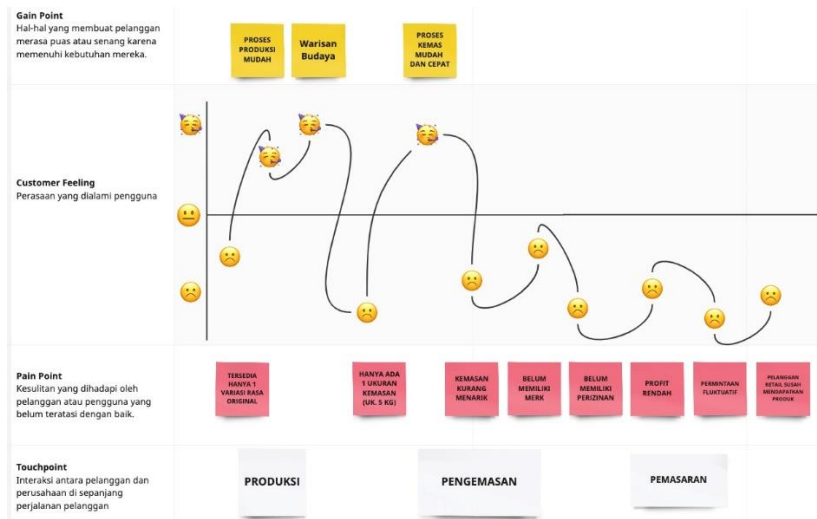 Gain Point
Hal-hal yang membuat pelanggan
merasa puas atau senang karena
memenuhi kebutuhan mereka.
PROSES
PRODUKSI
MUDAH
Warisan
Budaya
PROSES
KEMAS
MUDAH
DAN CEPAT
Customer Feeling
Perasaan yang dialami pengguna
Pain Point
Kesulitan yang dihadapi oleh
pelanggan atau pengguna yang
belum teratasi dengan baik.
TERSEDIA
HANYA 1
VARIASI RASA
ORIGINAL
HANYA ADA
1 UKURAN
KEMASAN
(UK. 5 KG)
KEMASAN
KURANG
MENARIK
BELUM
MEMILIKI
MERK
BELUM
MEMILIKI
PERIZINAN
PROFIT
RENDAH
PERMINTAAN
FLUKTUATIF
PELANGGAN
RETAIL SUSAH
MENDAPATKAN
PRODUK
Touchpoint
Interaksi antara pelanggan dan
perusahaan di sepanjang
perjalanan pelanggan
PRODUKSI
PENGEMASAN
PEMASARAN